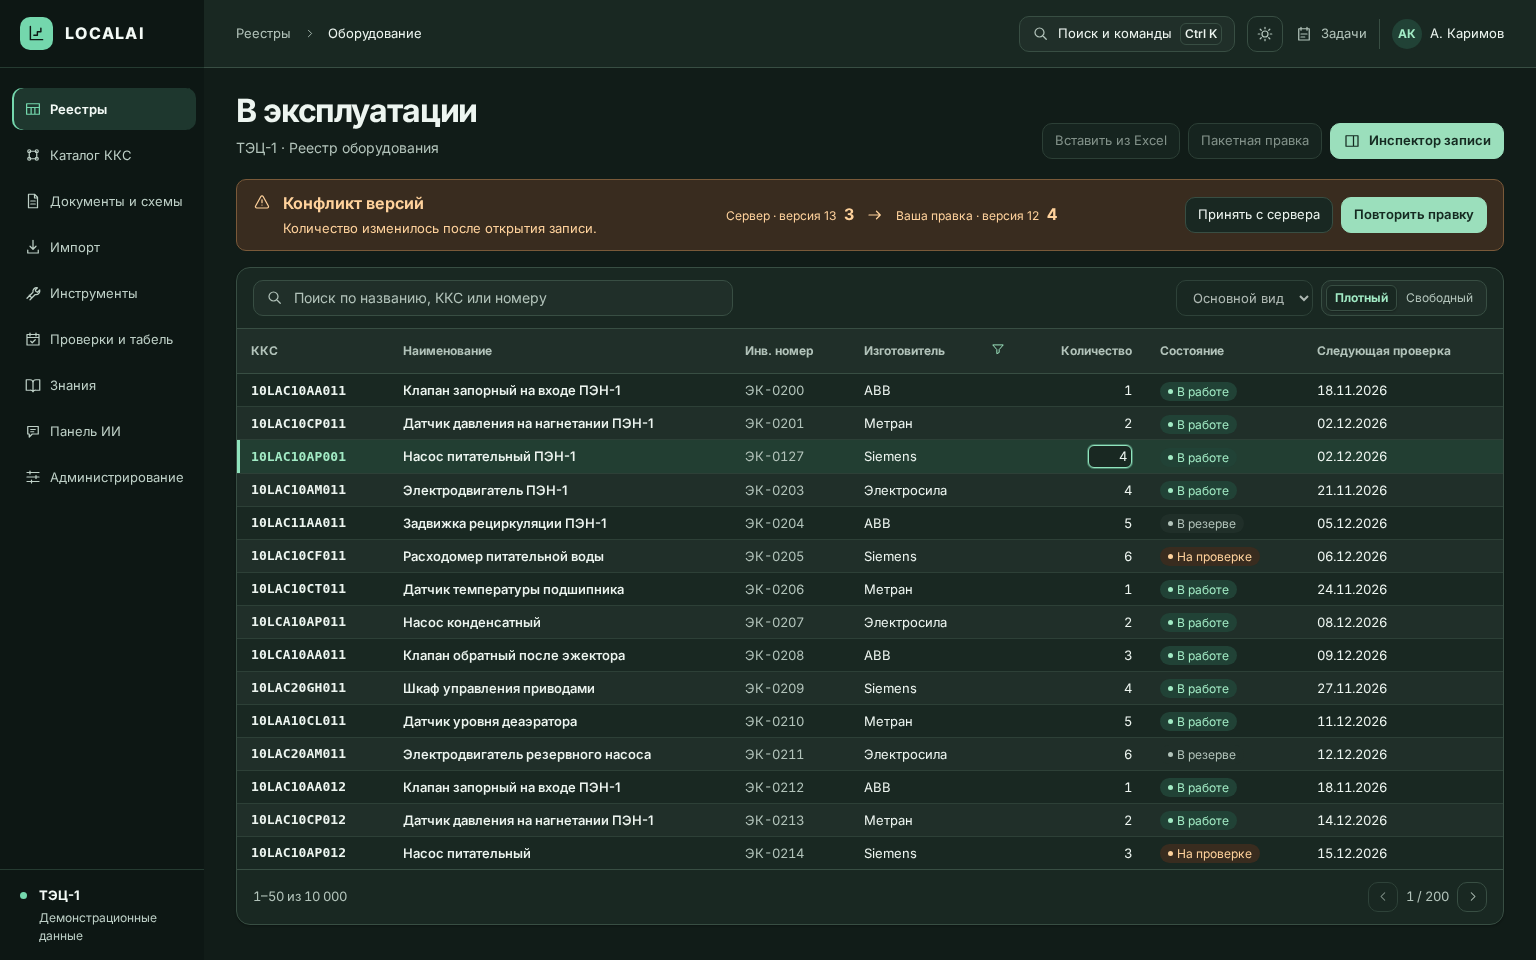 LOCALAI
Реестры
Оборудование
Поиск и команды Ctrl K
Задачи
АК
А. Каримов
Реестры
Каталог ККС
Документы и схемы
Импорт
Инструменты
Проверки и табель
Знания
Панель ИИ
Администрирование
ТЭЦ-1
Демонстрационные
данные
В эксплуатации
ТЭЦ-1 · Реестр оборудования
Вставить из Excel
Пакетная правка
Инспектор записи
Конфликт версий
Количество изменилось после открытия записи.
Сервер · версия 13 3 → Ваша правка · версия 12 4
Принять с сервера
Повторить правку
Поиск по названию, ККС или номеру
Основной вид
Плотный
Свободный
ККС Наименование Инв. номер Изготовитель Количество Состояние Следующая проверка
10LAC10AA011 Клапан запорный на входе ПЭН-1 ЭК-0200 ABB 1 В работе 18.11.2026
10LAC10CP011 Датчик давления на нагнетании ПЭН-1 ЭК-0201 Метран 2 В работе 02.12.2026
10LAC10AP001 Насос питательный ПЭН-1 ЭК-0127 Siemens 4 В работе 02.12.2026
10LAC10AM011 Электродвигатель ПЭН-1 ЭК-0203 Электросила 4 В работе 21.11.2026
10LAC11AA011 Задвижка рециркуляции ПЭН-1 ЭК-0204 ABB 5 В резерве 05.12.2026
10LAC10CF011 Расходомер питательной воды ЭК-0205 Siemens 6 На проверке 06.12.2026
10LAC10CT011 Датчик температуры подшипника ЭК-0206 Метран 1 В работе 24.11.2026
10LCA10AP011 Насос конденсатный ЭК-0207 Электросила 2 В работе 08.12.2026
10LCA10AA011 Клапан обратный после эжектора ЭК-0208 ABB 3 В работе 09.12.2026
10LAC20GH011 Шкаф управления приводами ЭК-0209 Siemens 4 В работе 27.11.2026
10LAA10CL011 Датчик уровня деаэратора ЭК-0210 Метран 5 В работе 11.12.2026
10LAC20AM011 Электродвигатель резервного насоса ЭК-0211 Электросила 6 В резерве 12.12.2026
10LAC10AA012 Клапан запорный на входе ПЭН-1 ЭК-0212 ABB 1 В работе 18.11.2026
10LAC10CP012 Датчик давления на нагнетании ПЭН-1 ЭК-0213 Метран 2 В работе 14.12.2026
10LAC10AP012 Насос питательный ЭК-0214 Siemens 3 На проверке 15.12.2026
1–50 из 10 000
1 / 200